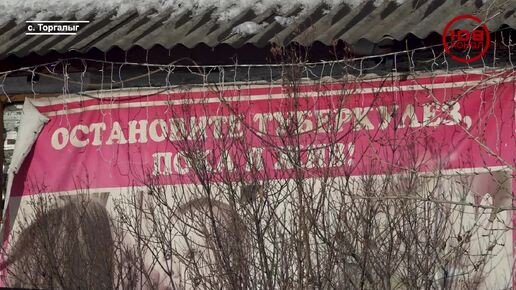 с. Торгалыг
ОСТАНОВИТЕ ТУБЕРКУЛЕЗ,
ПОКА Я ЖИВ!